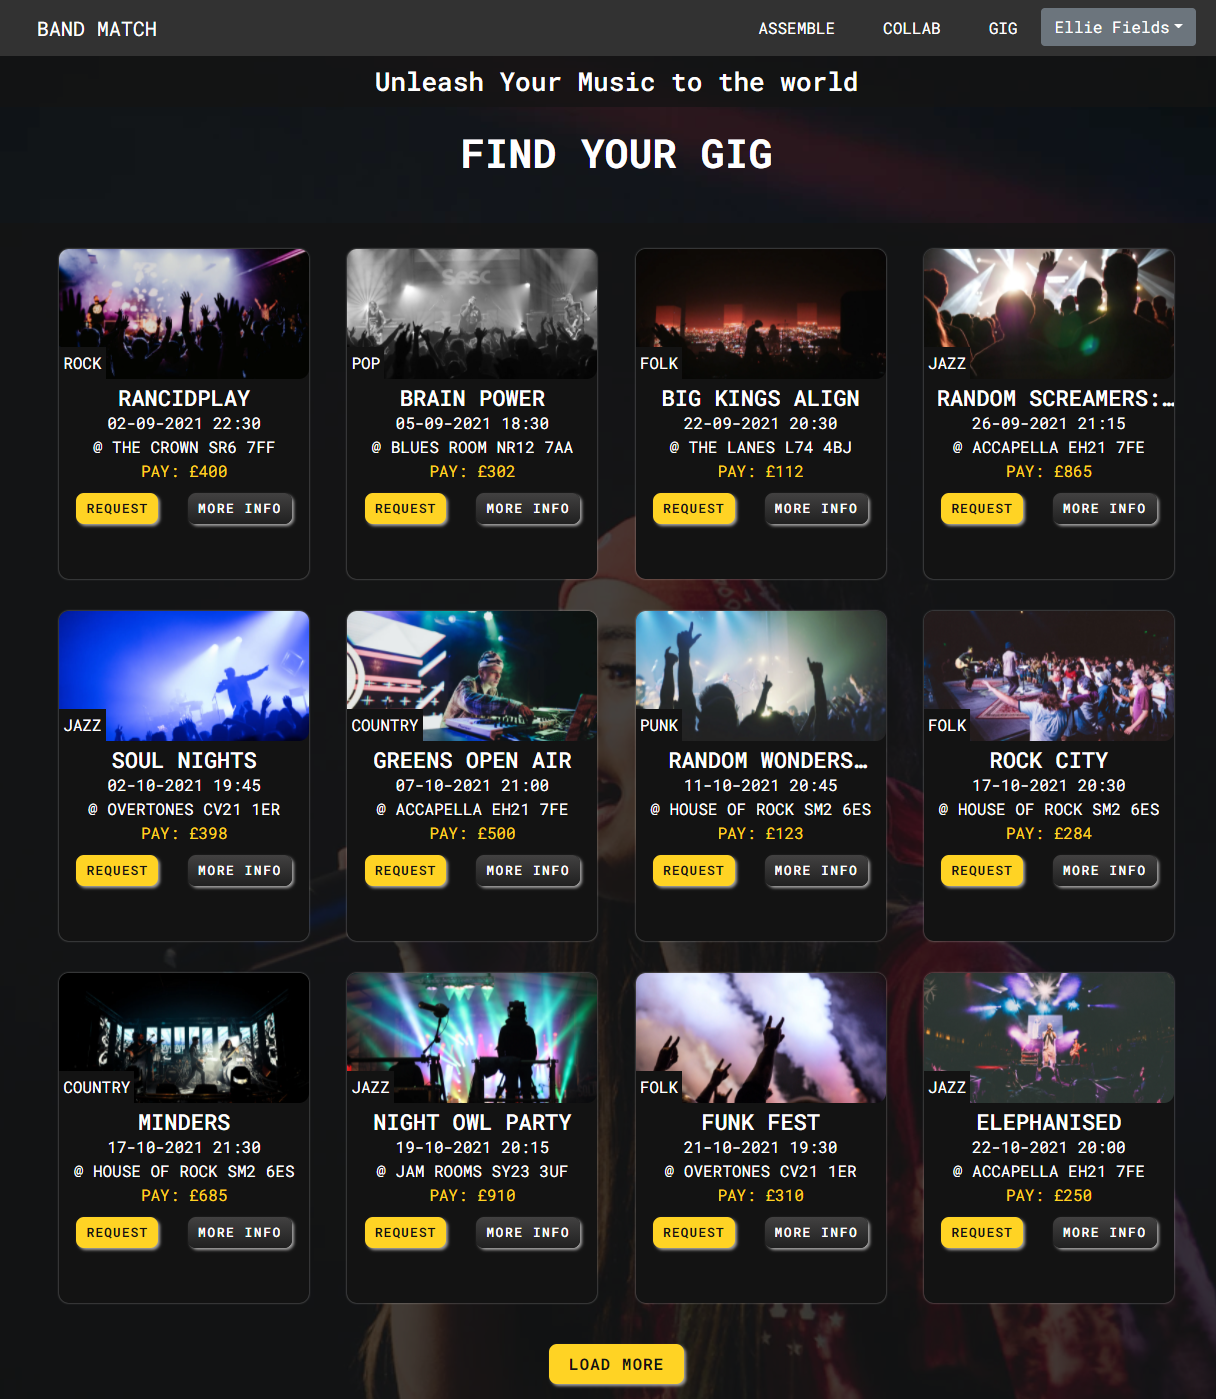 BAND MATCH
ASSEMBLE
COLLAB
GIG
Ellie Fields
Unleash Your Music to the world
FIND YOUR GIG
sesc
ROCK
RANCIDPLAY
02-09-2021 22:30
@ THE CROWN SR6 7FF
PAY: £400
REQUEST
MORE INFO
POP
BRAIN POWER
05-09-2021 18:30
@ BLUES ROOM NR12 7AA
PAY: £302
REQUEST
MORE INFO
FOLK
BIG KINGS ALIGN
22-09-2021 20:30
@ THE LANES L74 4BJ
PAY: £112
REQUEST
MORE INFO
JAZZ
RANDOM SCREAMERS:…
26-09-2021 21:15
@ ACCAPELLA EH21 7FE
PAY: £865
REQUEST
MORE INFO
JAZZ
SOUL NIGHTS
02-10-2021 19:45
@ OVERTONES CV21 1ER
PAY: £398
REQUEST
MORE INFO
COUNTRY
GREENS OPEN AIR
07-10-2021 21:00
@ ACCAPELLA EH21 7FE
PAY: £500
REQUEST
MORE INFO
PUNK
RANDOM WONDERS…
11-10-2021 20:45
@ HOUSE OF ROCK SM2 6ES
PAY: £123
REQUEST
MORE INFO
FOLK
ROCK CITY
17-10-2021 20:30
@ HOUSE OF ROCK SM2 6ES
PAY: £284
REQUEST
MORE INFO
COUNTRY
MINDERS
17-10-2021 21:30
@ HOUSE OF ROCK SM2 6ES
PAY: £685
REQUEST
MORE INFO
JAZZ
NIGHT OWL PARTY
19-10-2021 20:15
@ JAM ROOMS SY23 3UF
PAY: £910
REQUEST
MORE INFO
FOLK
FUNK FEST
21-10-2021 19:30
@ OVERTONES CV21 1ER
PAY: £310
REQUEST
MORE INFO
JAZZ
ELEPHANISED
22-10-2021 20:00
@ ACCAPELLA EH21 7FE
PAY: £250
REQUEST
MORE INFO
LOAD MORE